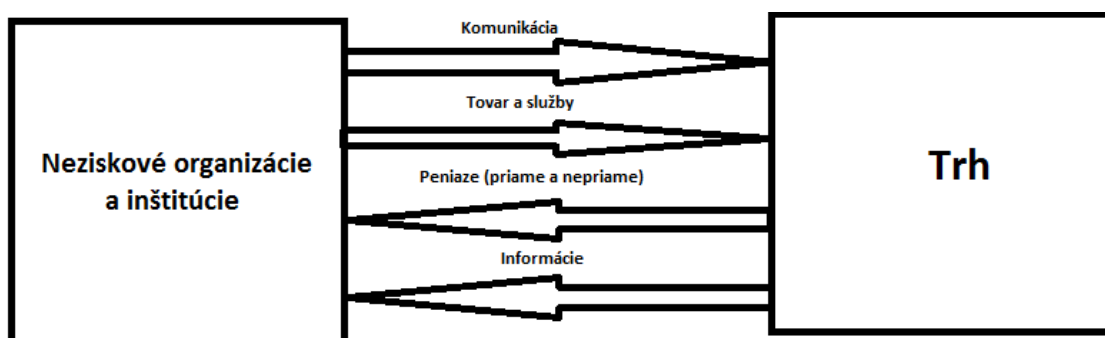 Komunikácia
Tovar a služby
Neziskové organizácie
a inštitúcie
Peniaze (priame a nepriame)
Informácie
Trh